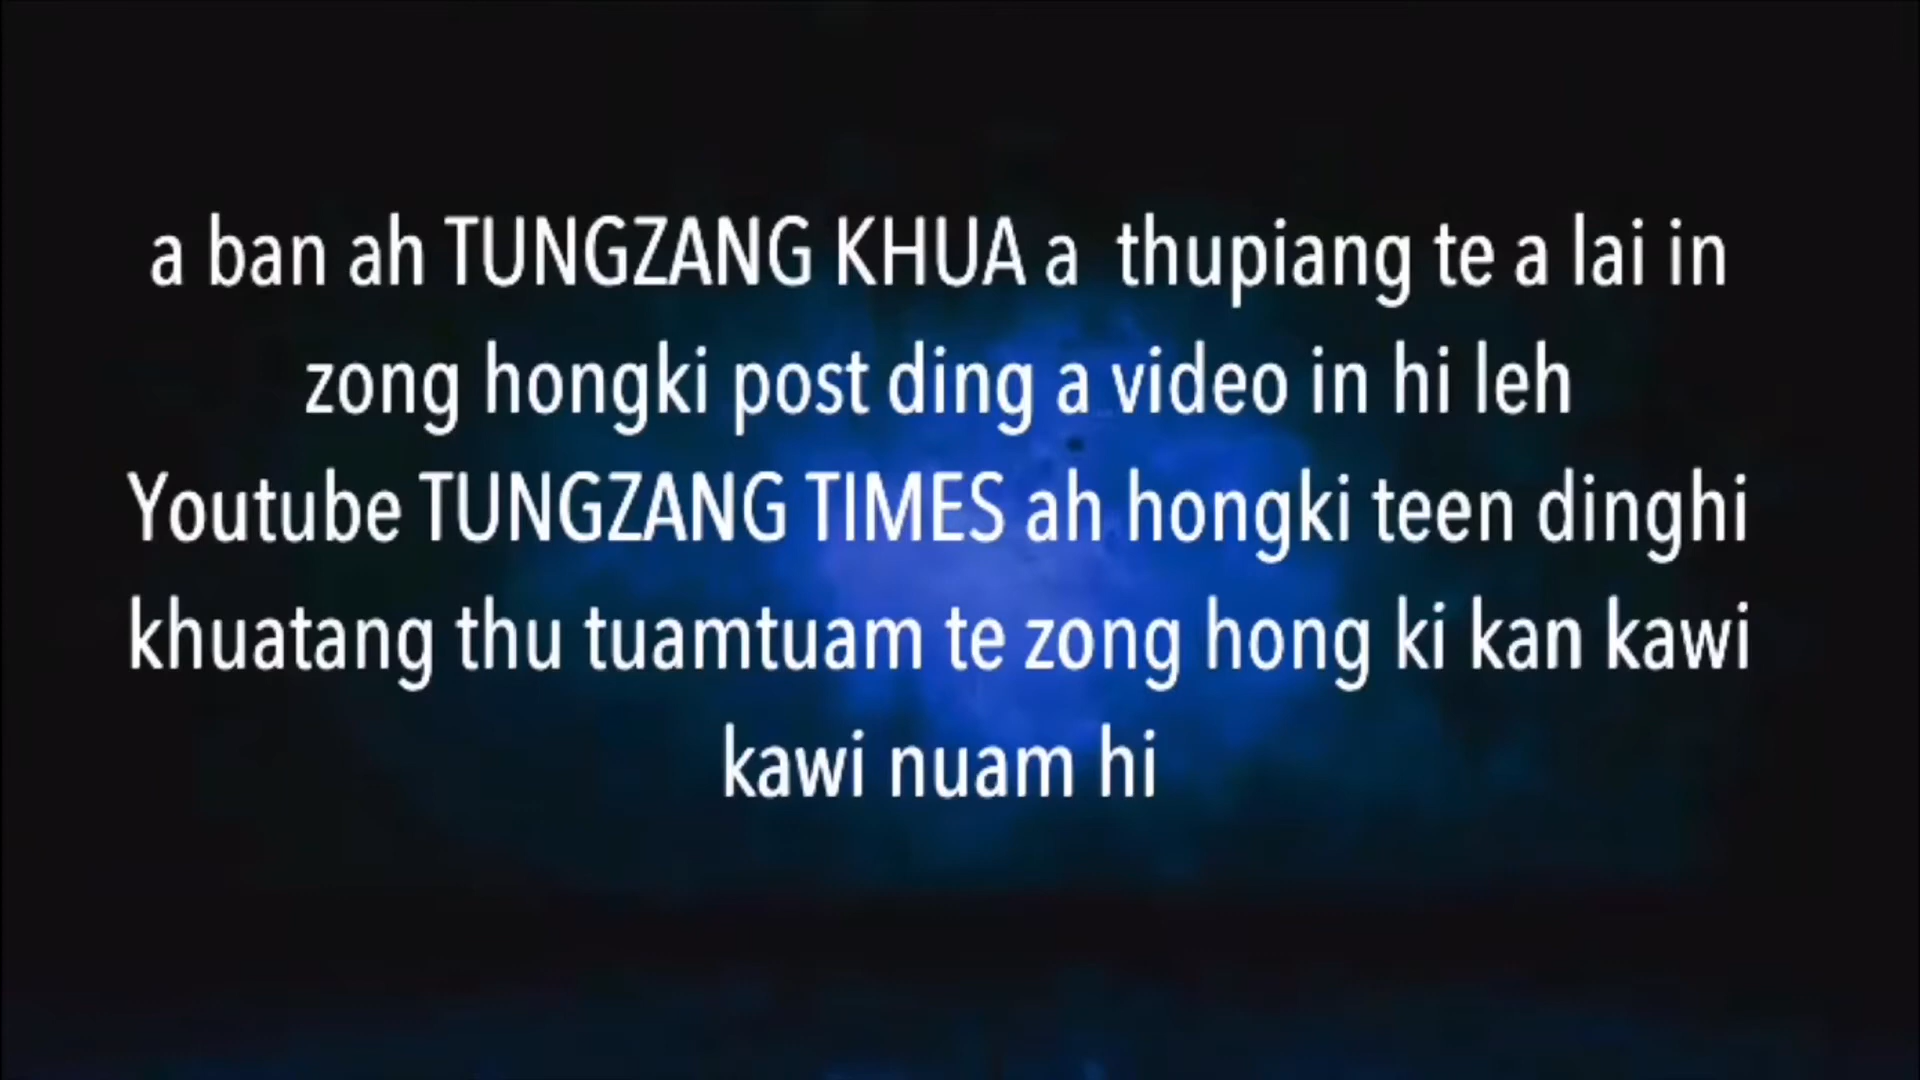 a ban ah TUNGZANG KHUA a thupiang te a lai in
zong hongki post ding a video in hi leh
Youtube TUNGZANG TIMES ah hongki teen dinghi
khuatang thu tuamtuam te zong hong ki kan kawi
kawi nuam hi